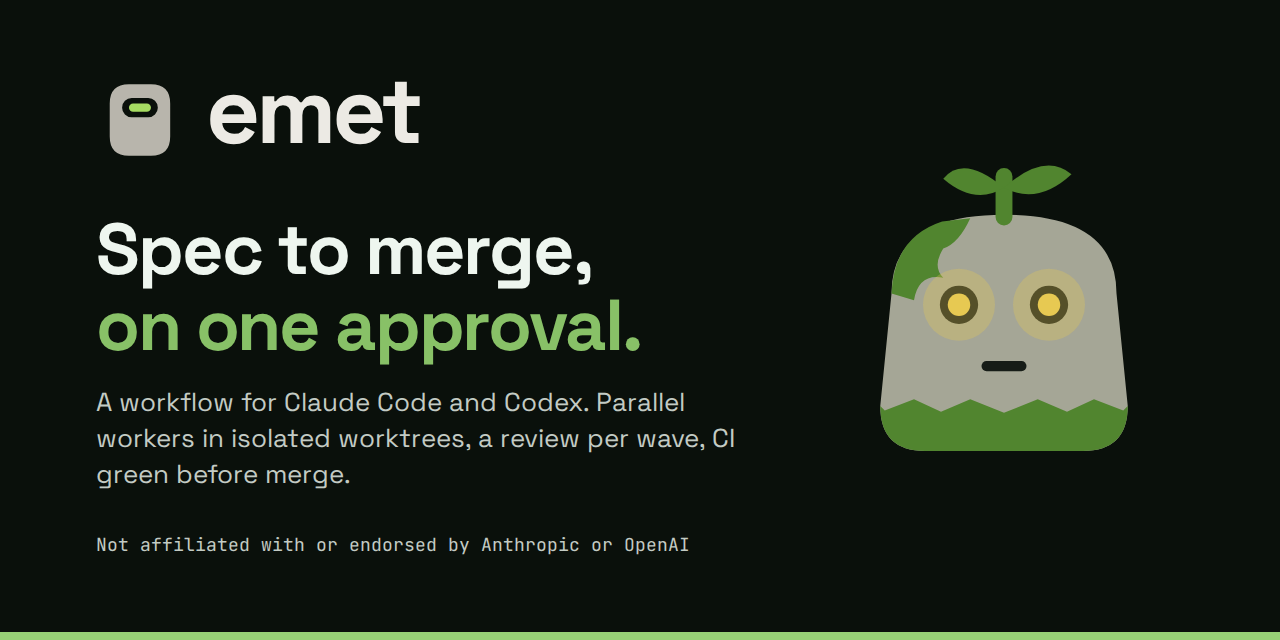 emet
Spec to merge,
on one approval.
A workflow for Claude Code and Codex. Parallel
workers in isolated worktrees, a review per wave, CI
green before merge.
Not affiliated with or endorsed by Anthropic or OpenAI